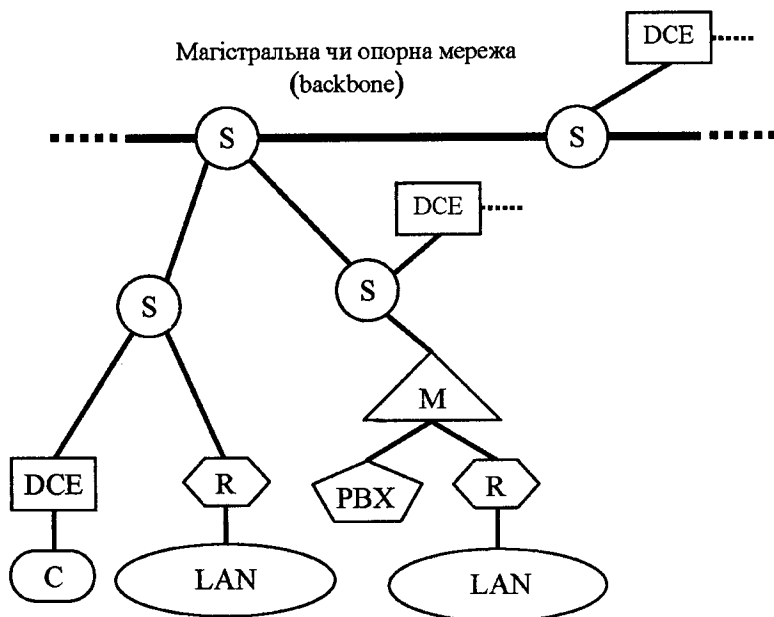 DCE
Магістральна чи опорна мережа
(backbone)
S
S
DCE
S
S
M
DCE
R
PBX
R
C
LAN
LAN